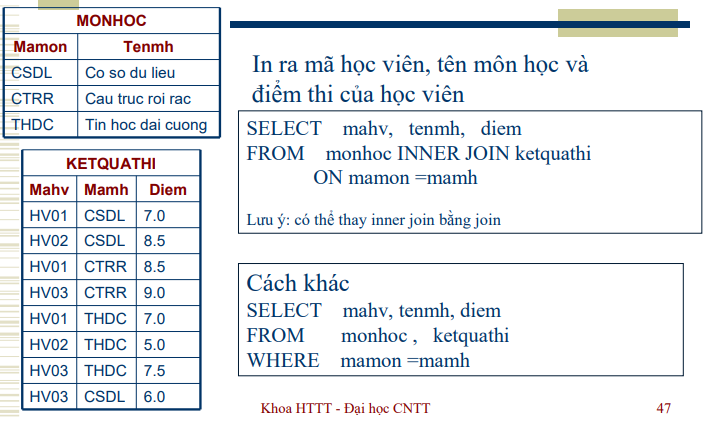 MONHOC
Mamon Tenmh
CSDL Co so du lieu
CTRR Cau truc roi rac
THDC Tin hoc dai cuong
KETQUATHI
Mahv Mamh Diem
HV01 CSDL 7.0
HV02 CSDL 8.5
HV01 CTRR 8.5
HV03 CTRR 9.0
HV01 THDC 7.0
HV02 THDC 5.0
HV03 THDC 7.5
HV03 CSDL 6.0
In ra mã học viên, tên môn học và
điểm thi của học viên
SELECT mahv, tenmh, diem
FROM monhoc INNER JOIN ketquathi
ON mamon =mamh
Lưu ý: có thể thay inner join bằng join
Cách khác
SELECT mahv, tenmh, diem
FROM monhoc , ketquathi
WHERE mamon =mamh
Khoa HTTT - Đại học CNTT
47